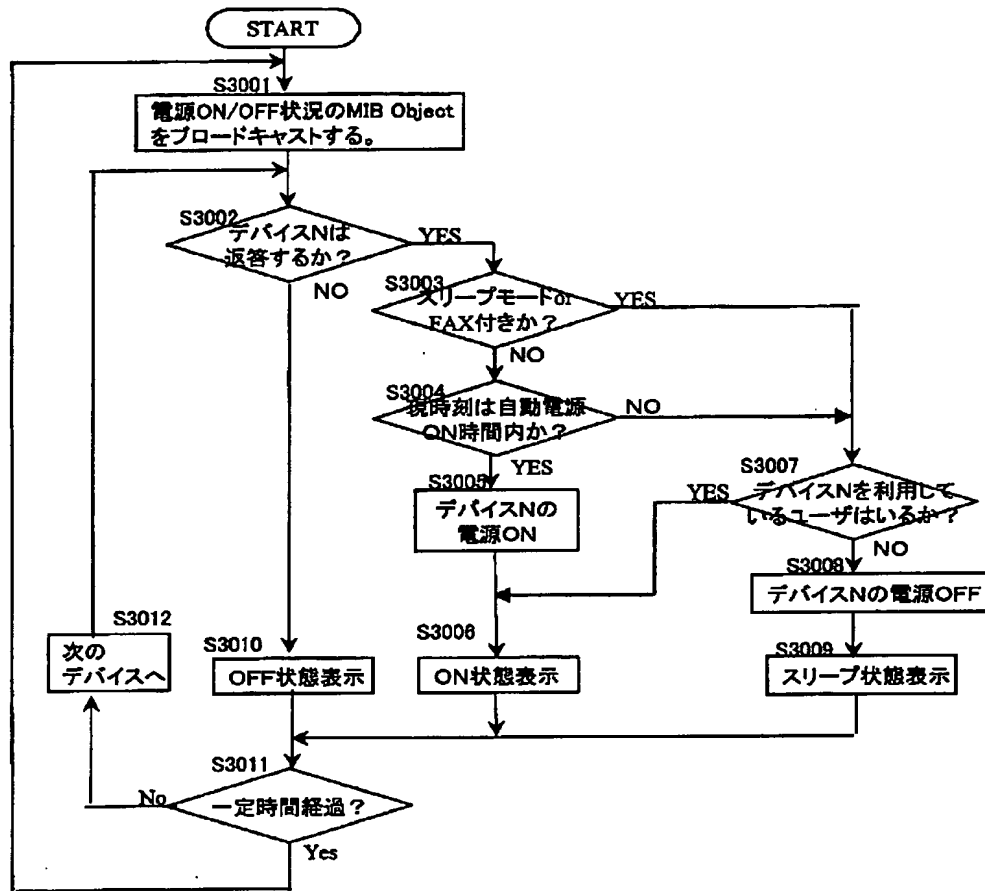 START
S3001
電源ON/OFF状況のMIB Object
をブロードキャストする。
S3002
デバイスNは
返答するか？
YES
NO
S3003
スリープモードor
FAX付きか？
YES
NO
S3004
現時刻は自動電源
ON時間内か？
NO
YES
S3005
デバイスNの
電源ON
S3007
デバイスNを利用して
いるユーザはいるか？
YES
NO
S3008
デバイスNの電源OFF
S3012
次の
デバイスへ
S3010
OFF状態表示
S3006
ON状態表示
S3009
スリープ状態表示
S3011
一定時間経過？
No
Yes